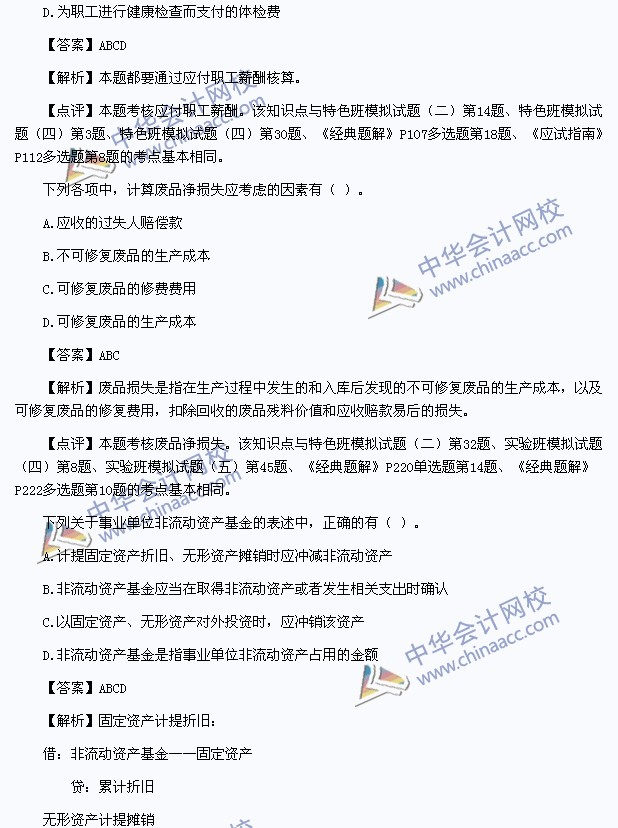 D.为职工进行健康检查而支付的体检费
【答案】ABCD
【解析】本题都要通过应付职工薪酬核算。
【点评】本题考核应付职工薪酬。该知识点与特色班模拟试题（二）第14题、特色班模拟试
题（四）第3题、特色班模拟试题（四）第30题、《经典题解》P107多选题第18题、《应试指南》
P112多选题第8题的考点基本相同。
下列各项中，计算废品净损失应考虑的因素有（ ）。
A.应收的过失人赔偿款
B.不可修复废品的生产成本
C.可修复废品的修费费用
D.可修复废品的生产成本
【答案】ABC
【解析】废品损失是指在生产过程中发生的和入库后发现的不可修复废品的生产成本，以及
可修复废品的修复费用，扣除回收的废品残料价值和应收赔款易后的损失。
【点评】本题考核废品净损失。该知识点与特色班模拟试题（二）第32题、实验班模拟试题
（四）第8题、实验班模拟试题（五）第45题、《经典题解》P220单选题第14题、《经典题解》
P222多选题第10题的考点基本相同。
下列关于事业单位非流动资产基金的表述中，正确的有（ ）。
A.计提固定资产折旧、无形资产摊销时应冲减非流动资产
B.非流动资产基金应当在取得非流动资产或者发生相关支出时确认
C.以固定资产、无形资产对外投资时，应冲销该资产
D.非流动资产基金是指事业单位非流动资产占用的金额
【答案】ABCD
【解析】固定资产计提折旧：
借：非流动资产基金——固定资产
贷：累计折旧
无形资产计提摊销
中华会计网校
www.chinaacc.com
中华会计网校
www.chinaacc.com
中华会计网校
www.chinaacc.com
中华会计网校
www.chinaacc.com